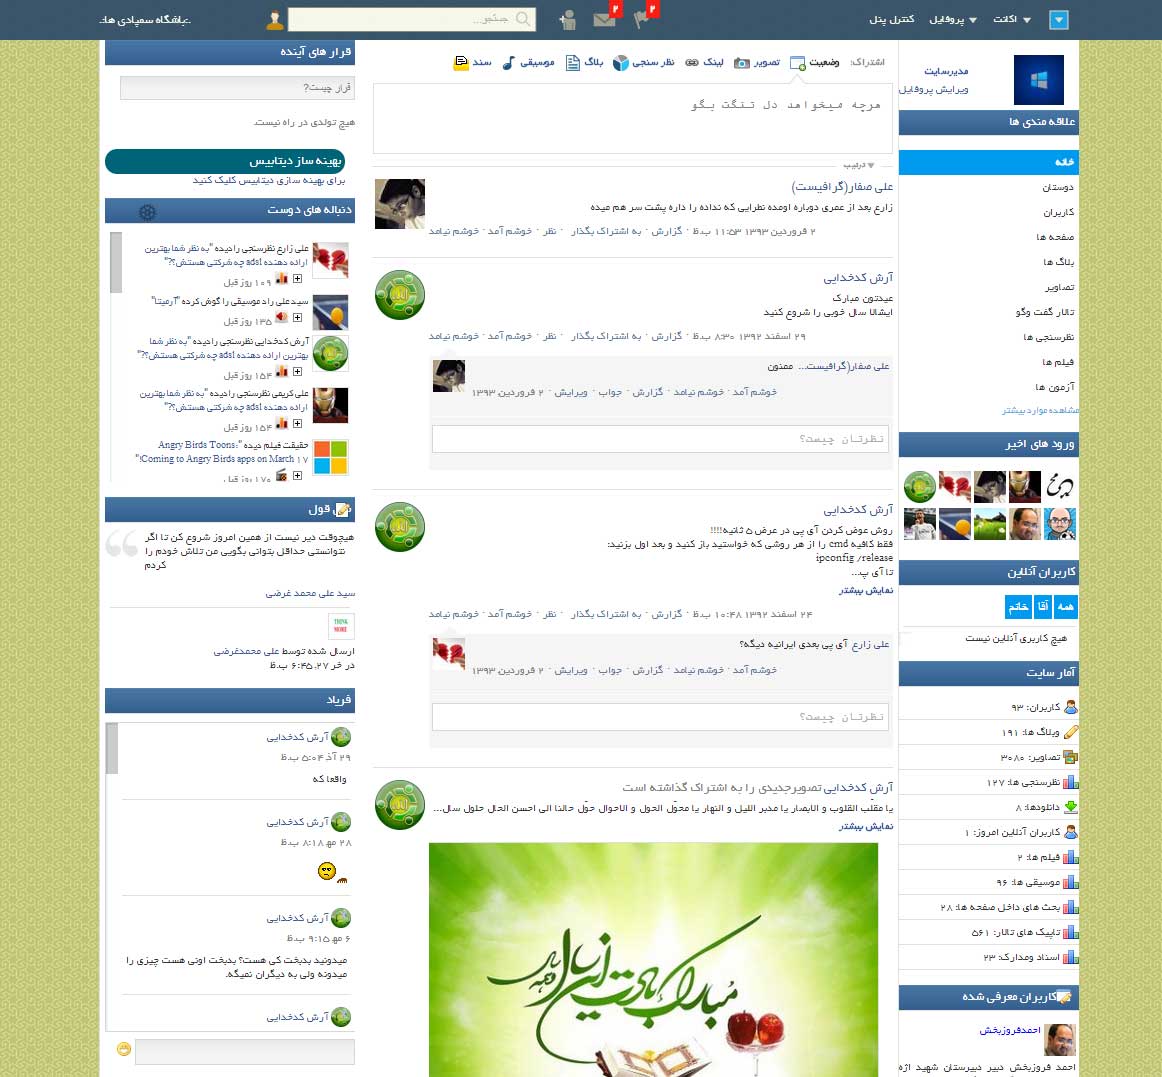 اکانت
پروفایل
کنترل پنل
۲
۲
جستجو...
.:باشگاه سمپادی ها:.
مدیرسایت
ویرایش پروفایل
علاقه مندی ها
خانه
دوستان
کاربران
صفحه ها
بلاگ ها
تصاویر
تالار گفت وگو
نظرسنجی ها
فیلم ها
آزمون ها
مشاهده موارد بیشتر
ورود های اخیر
کاربران آنلاین
همه
آقا
خانم
هیچ کاربری آنلاین نیست
آمار سایت
کاربران: ۹۳
وبلاگ ها: ۱۹۱
تصاویر: ۳۰۸۰
نظرسنجی ها: ۱۲۷
دانلودها: ۸
کاربران آنلاین امروز: ۱
فیلم ها: ۲
موسیقی ها: ۹۶
بحث های داخل صفحه ها: ۲۸
تاپیک های تالار: ۵۶۱
اسناد ومدارک: ۲۳
کاربران معرفی شده
احمدفروزبخش
احمد فروزبخش دبیر دبیرستان شهید اژه
اشتراک:
وضعیت
تصویر
لینک
نظر سنجی
بلاگ
موسیقی
سند
هرچه میخواهد دل تنگت بگو
ترتیب
علی صفار(گرافیست)
زارع بعد از عمری دوباره اومده نظرایی که نداده را داره پشت سر هم میده
۲ فروردین ۱۳۹۳ ۱۱:۵۳ ب.ظ · گزارش · به اشتراک بگذار · نظر · خوشم آمد · خوشم نیامد
آرش کدخدایی
عیدتون مبارک
ایشالا سال خوبی را شروع کنید
۲۹ اسفند ۱۳۹۲ ۸:۳۰ ب.ظ · گزارش · به اشتراک بگذار · نظر · خوشم آمد · خوشم نیامد
علی صفار(گرافیست... ممنون
خوشم آمد · خوشم نیامد · گزارش · جواب · ویرایش · ۲ فروردین ۱۳۹۳
نظرتان چیست؟
آرش کدخدایی
روش عوض کردن آی پی در عرض ۵ ثانیه!!!!
فقط کافیه cmd را از هر روشی که خواستید باز کنید و بعد اول بزنید:
ipconfig /release
تا آی پ...
نمایش بیشتر
۲۴ اسفند ۱۳۹۲ ۱۰:۴۸ ب.ظ · گزارش · به اشتراک بگذار · نظر · خوشم آمد · خوشم نیامد
علی زارع آی پی بعدی ایرانیه دیگه؟
خوشم آمد · خوشم نیامد · گزارش · جواب · ویرایش · ۲ فروردین ۱۳۹۳
نظرتان چیست؟
آرش کدخدایی تصویرجدیدی را به اشتراک گذاشته است
یا مقلّب القلوب و الابصار یا مدبر اللیل و النهار یا محوّل الحول و الاحوال حوّل حالنا الی احسن الحال حلول سال...
نمایش بیشتر
قرار های آینده
قرار چیست؟
هیچ تولدی در راه نیست.
بهینه ساز دیتابیس
برای بهینه سازی دیتابیس کلیک کنید
دنباله های دوست
علی زارع نظرسنجی رادیده "به نظر شما بهترین
ارائه دهنده adsl چه شرکتی هستش؟؟"
۱۰۹ روز قبل
سیدعلی راد موسیقی را گوش کرده "آرمیتا"
۱۳۵ روز قبل
آرش کدخدایی نظرسنجی رادیده "به نظر شما
بهترین ارائه دهنده adsl چه شرکتی هستش؟؟"
۱۵۴ روز قبل
علی کریمی نظرسنجی رادیده "به نظر شما بهترین
ارائه دهنده adsl چه شرکتی هستش؟؟"
۱۵۴ روز قبل
حقیقت فیلم دیده "Angry Birds Toons:
Coming to Angry Birds apps on March ۱۷!"
۱۷۰ روز قبل
قول
هیچوقت دیر نیست از همین امروز شروع کن تا اگر
نتوانستی حداقل بتوانی بگویی من تلاش خودم را
کردم
سید علی محمد غرضی
THINK
MORE
ارسال شده توسط علی محمدغرضی
در خر ۶:۴۵,۲۷ ب.ظ
فریاد
آرش کدخدایی
۲۹ آذ ۵:۰۴ ب.ظ
واقعا که
آرش کدخدایی
۲۸ مه ۸:۱۸ ب.ظ
آرش کدخدایی
۶ مه ۹:۱۵ ب.ظ
میدونید بدبخت کی هست؟ بدبخت اونی هست چیزی را
میدونه ولی به دیگران نمیگه.
آرش کدخدایی